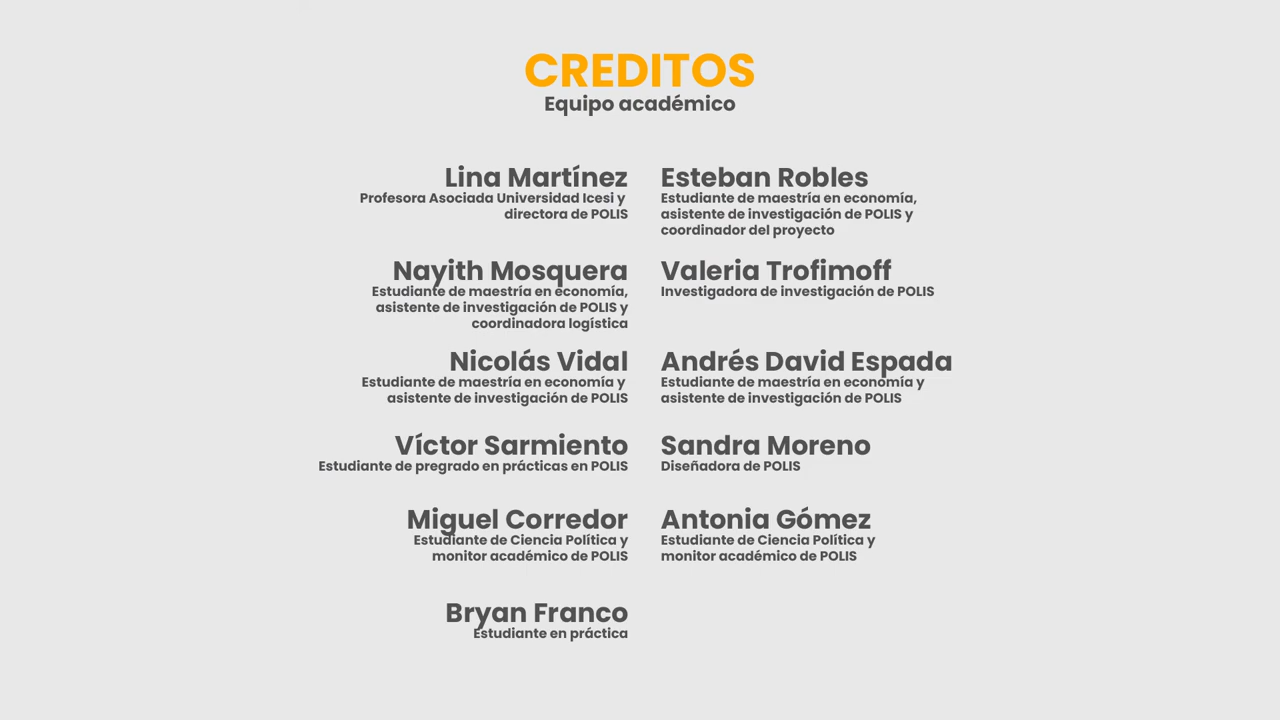 CREDITOS
Equipo académico
Lina Martínez
Profesora Asociada Universidad Icesi y
directora de POLIS
Esteban Robles
Estudiante de maestría en economía,
asistente de investigación de POLIS y
coordinador del proyecto
Nayith Mosquera
Estudiante de maestría en economía,
asistente de investigación de POLIS y
coordinadora logística
Valeria Trofimoff
Investigadora de investigación de POLIS
Nicolás Vidal
Estudiante de maestría en economía y
asistente de investigación de POLIS
Andrés David Espada
Estudiante de maestría en economía y
asistente de investigación de POLIS
Víctor Sarmiento
Estudiante de pregrado en prácticas en POLIS
Sandra Moreno
Diseñadora de POLIS
Miguel Corredor
Estudiante de Ciencia Política y
monitor académico de POLIS
Antonia Gómez
Estudiante de Ciencia Política y
monitor académico de POLIS
Bryan Franco
Estudiante en práctica